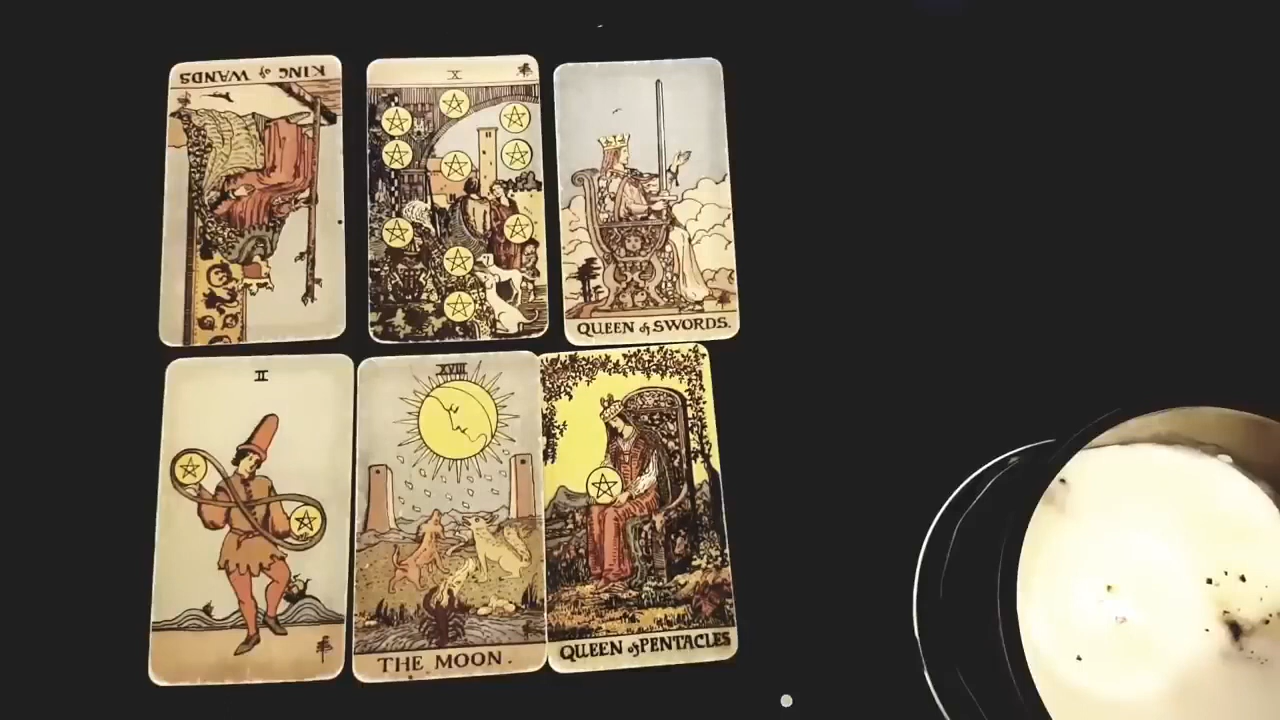 KING of WANDS
X
QUEEN of SWORDS.
II
XVIII
THE MOON.
QUEEN of PENTACLES